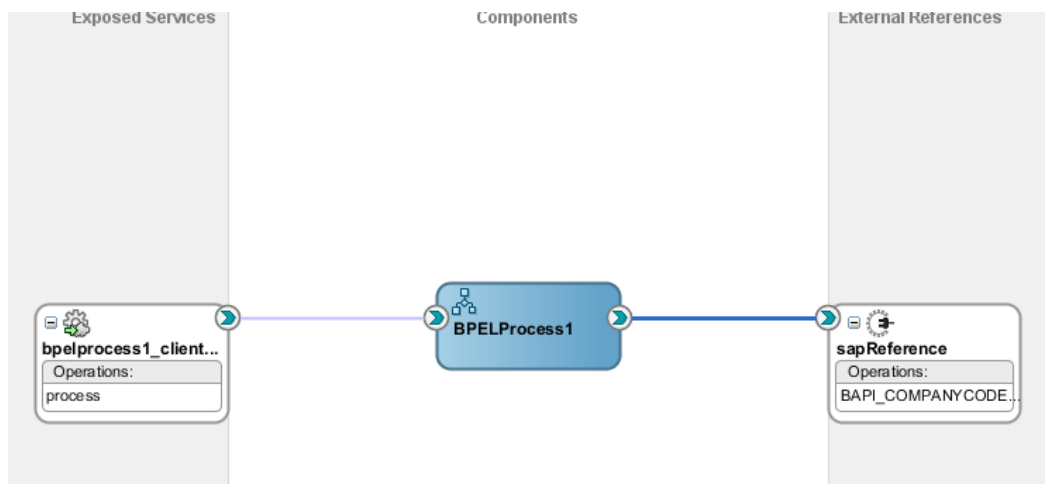 Exposed Services
Components
External References
bpelprocess1_client...
Operations:
process
BPELProcess1
sapReference
Operations:
BAPI_COMPANYCODE...